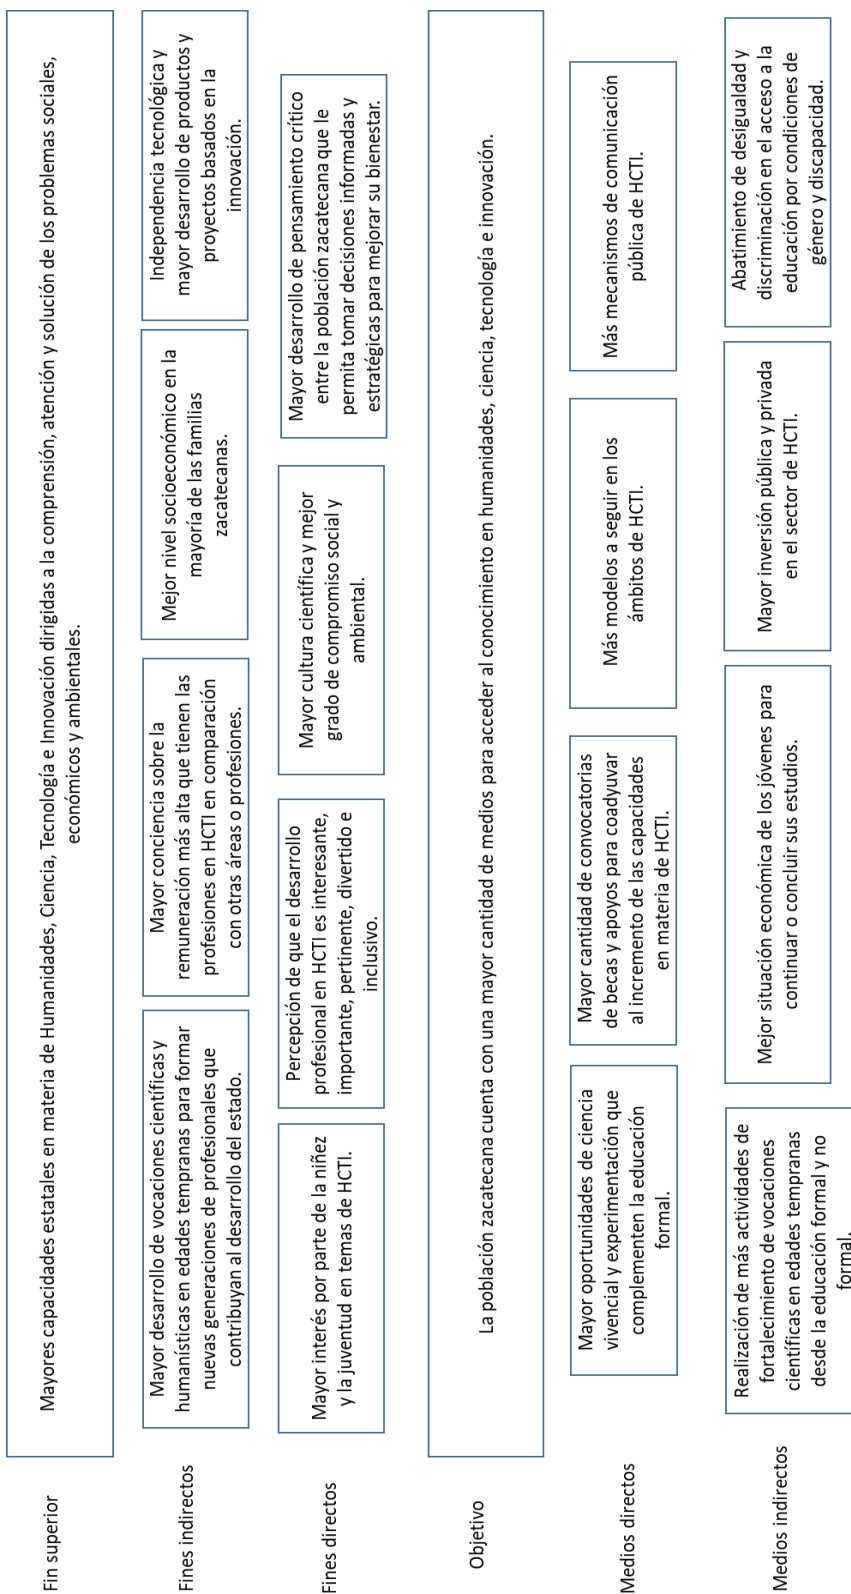 Fin superior
Mayores capacidades estatales en materia de Humanidades, Ciencia, Tecnología e Innovación dirigidas a la comprensión, atención y solución de los problemas sociales,
económicos y ambientales.
Fines indirectos
Mayor desarrollo de vocaciones científicas y
humanísticas en edades tempranas para formar
nuevas generaciones de profesionales que
contribuyan al desarrollo del estado.
Mayor conciencia sobre la
remuneración más alta que tienen las
profesiones en HCTI en comparación
con otras áreas o profesiones.
Mejor nivel socioeconómico en la
mayoría de las familias
zacatecanas.
Independencia tecnológica y
mayor desarrollo de productos y
proyectos basados en la
innovación.
Fines directos
Mayor interés por parte de la niñez
y la juventud en temas de HCTI.
Percepción de que el desarrollo
profesional en HCTI es interesante,
importante, pertinente, divertido e
inclusivo.
Mayor cultura científica y mejor
grado de compromiso social y
ambiental.
Mayor desarrollo de pensamiento crítico
entre la población zacatecana que le
permita tomar decisiones informadas y
estratégicas para mejorar su bienestar.
Objetivo
La población zacatecana cuenta con una mayor cantidad de medios para acceder al conocimiento en humanidades, ciencia, tecnología e innovación.
Medios directos
Mayor oportunidades de ciencia
vivencial y experimentación que
complementen la educación
formal.
Mayor cantidad de convocatorias
de becas y apoyos para coadyuvar
al incremento de las capacidades
en materia de HCTI.
Más modelos a seguir en los
ámbitos de HCTI.
Más mecanismos de comunicación
pública de HCTI.
Medios indirectos
Realización de más actividades de
fortalecimiento de vocaciones
científicas en edades tempranas
desde la educación formal y no
formal.
Mejor situación económica de los jóvenes para
continuar o concluir sus estudios.
Mayor inversión pública y privada
en el sector de HCTI.
Abatimiento de desigualdad y
discriminación en el acceso a la
educación por condiciones de
género y discapacidad.